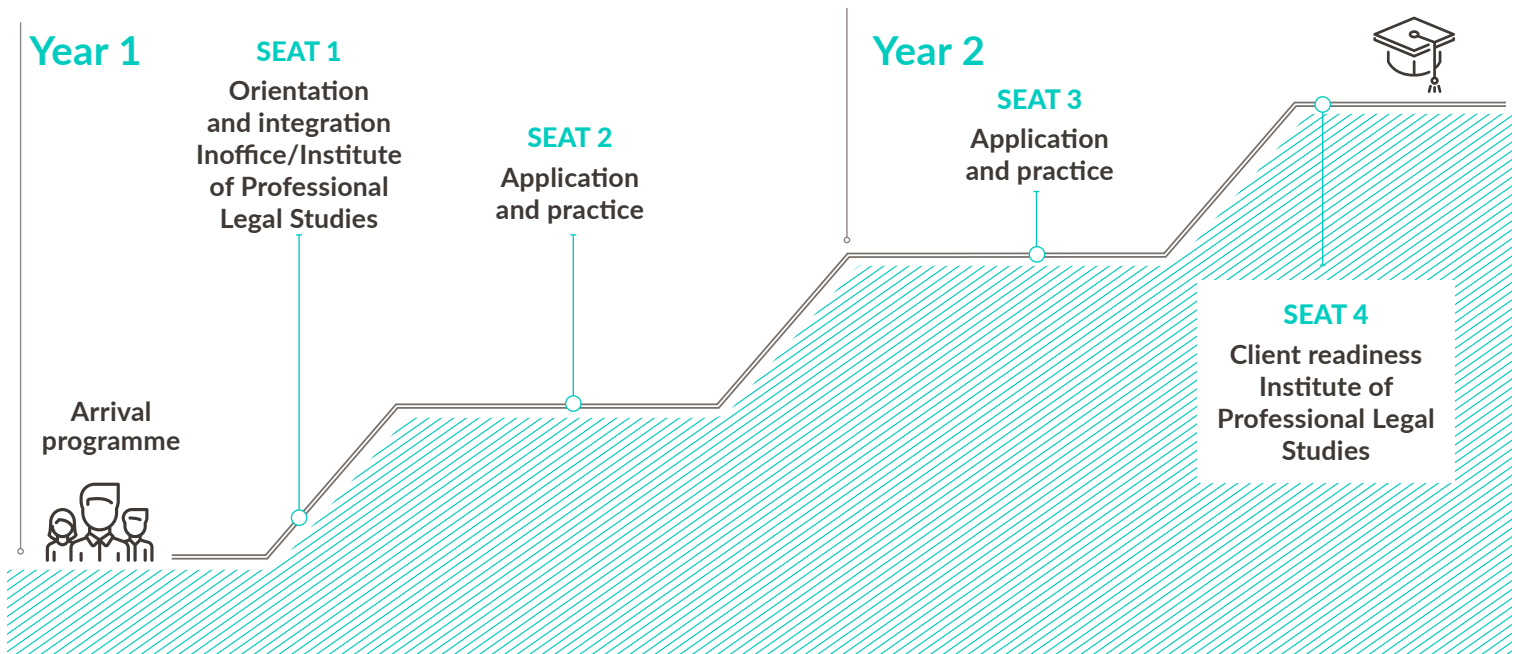 Year 1
SEAT 1
Orientation
and integration
Inoffice/Institute
of Professional
Legal Studies
SEAT 2
Application
and practice
Arrival
programme
Year 2
SEAT 3
Application
and practice
SEAT 4
Client readiness
Institute of
Professional Legal
Studies